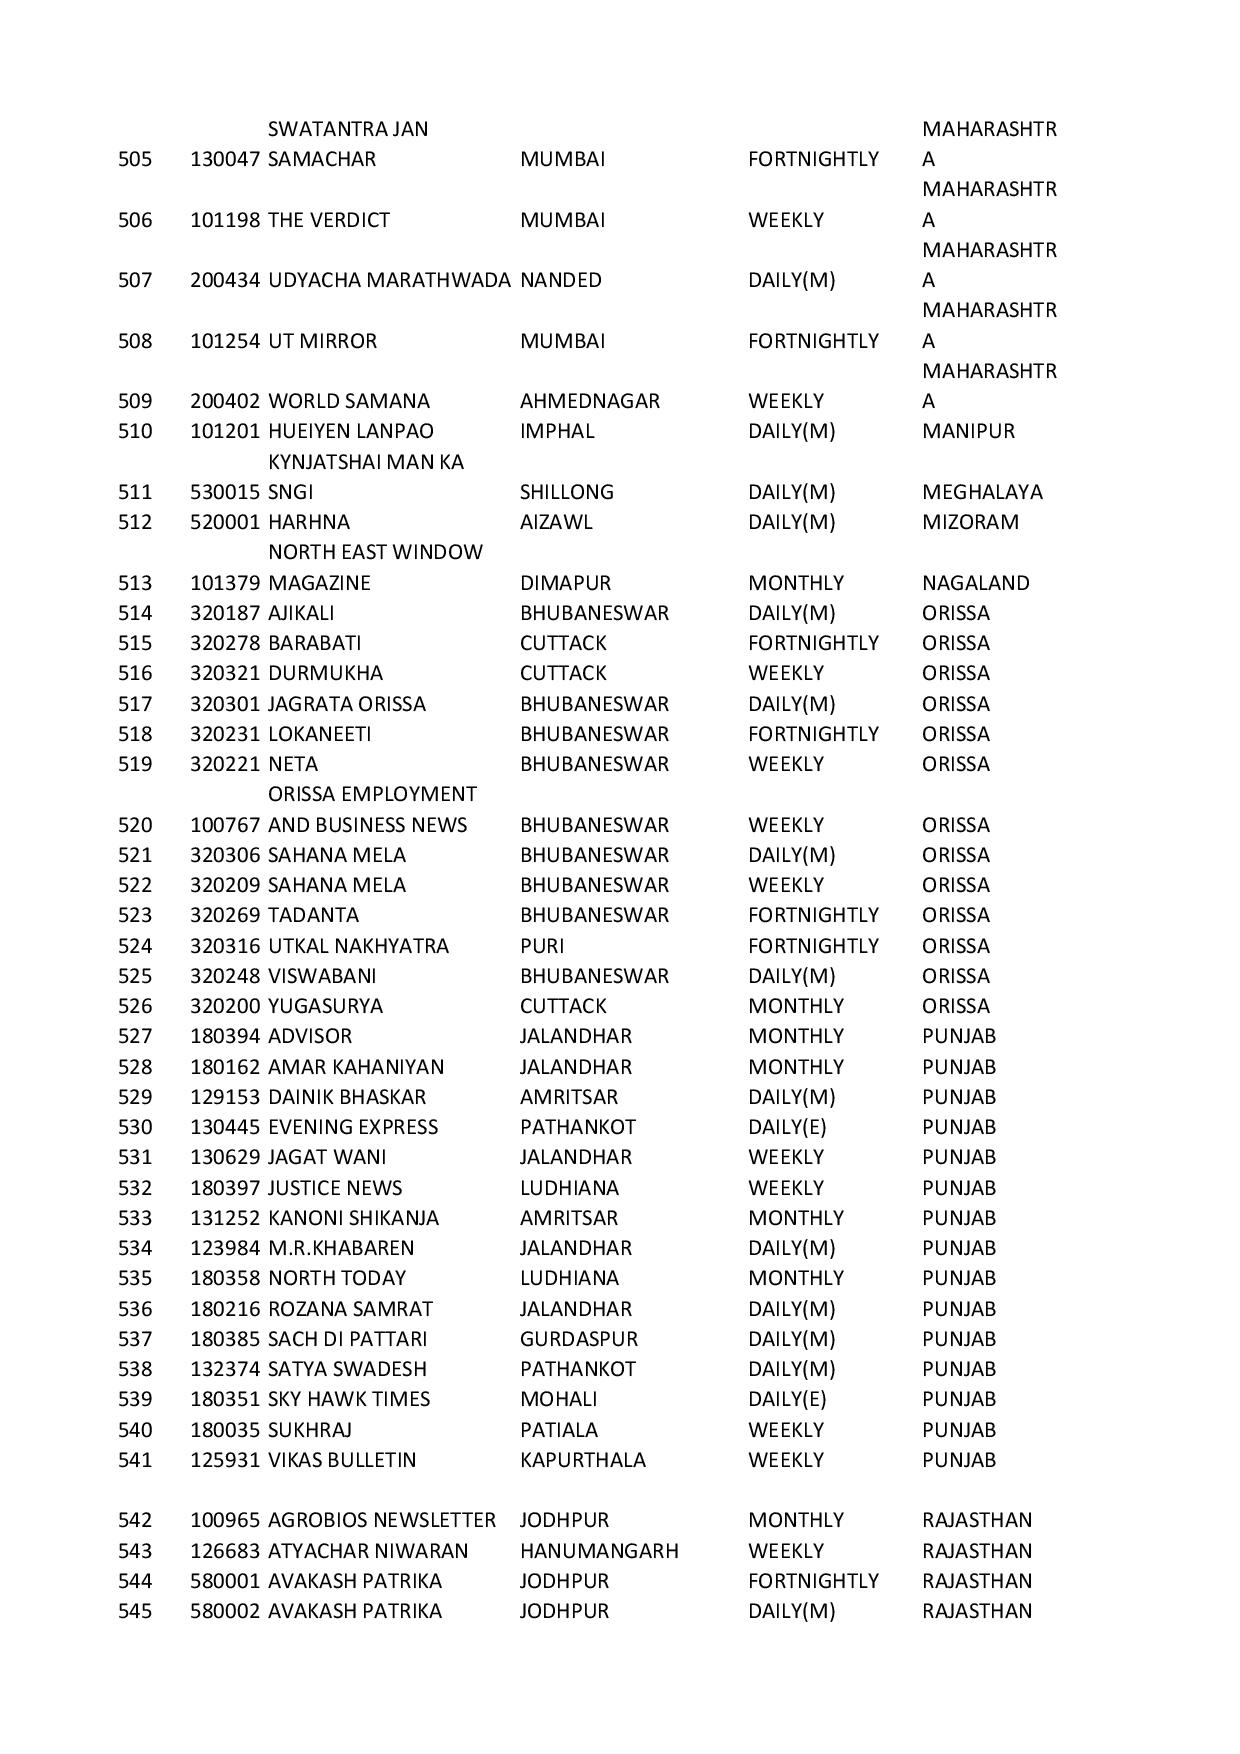 SWATANTRA JAN MAHARASHTR
505 130047 SAMACHAR MUMBAI FORTNIGHTLY A
MAHARASHTR
506 101198 THE VERDICT MUMBAI WEEKLY A
MAHARASHTR
507 200434 UDYACHA MARATHWADA NANDED DAILY(M) A
MAHARASHTR
508 101254 UT MIRROR MUMBAI FORTNIGHTLY A
MAHARASHTR
509 200402 WORLD SAMANA AHMEDNAGAR WEEKLY A
510 101201 HUEIYEN LANPAO IMPHAL DAILY(M) MANIPUR
KYNJATSHAI MAN KA
511 530015 SNGI SHILLONG DAILY(M) MEGHALAYA
512 520001 HARHNA AIZAWL DAILY(M) MIZORAM
NORTH EAST WINDOW
513 101379 MAGAZINE DIMAPUR MONTHLY NAGALAND
514 320187 AJIKALI BHUBANESWAR DAILY(M) ORISSA
515 320278 BARABATI CUTTACK FORTNIGHTLY ORISSA
516 320321 DURMUKHA CUTTACK WEEKLY ORISSA
517 320301 JAGRATA ORISSA BHUBANESWAR DAILY(M) ORISSA
518 320231 LOKANEETI BHUBANESWAR FORTNIGHTLY ORISSA
519 320221 NETA BHUBANESWAR WEEKLY ORISSA
ORISSA EMPLOYMENT
520 100767 AND BUSINESS NEWS BHUBANESWAR WEEKLY ORISSA
521 320306 SAHANA MELA BHUBANESWAR DAILY(M) ORISSA
522 320209 SAHANA MELA BHUBANESWAR WEEKLY ORISSA
523 320269 TADANTA BHUBANESWAR FORTNIGHTLY ORISSA
524 320316 UTKAL NAKHYATRA PURI FORTNIGHTLY ORISSA
525 320248 VISWABANI BHUBANESWAR DAILY(M) ORISSA
526 320200 YUGASURYA CUTTACK MONTHLY ORISSA
527 180394 ADVISOR JALANDHAR MONTHLY PUNJAB
528 180162 AMAR KAHANIYAN JALANDHAR MONTHLY PUNJAB
529 129153 DAINIK BHASKAR AMRITSAR DAILY(M) PUNJAB
530 130445 EVENING EXPRESS PATHANKOT DAILY(E) PUNJAB
531 130629 JAGAT WANI JALANDHAR WEEKLY PUNJAB
532 180397 JUSTICE NEWS LUDHIANA WEEKLY PUNJAB
533 131252 KANONI SHIKANJA AMRITSAR MONTHLY PUNJAB
534 123984 M.R.KHABAREN JALANDHAR DAILY(M) PUNJAB
535 180358 NORTH TODAY LUDHIANA MONTHLY PUNJAB
536 180216 ROZANA SAMRAT JALANDHAR DAILY(M) PUNJAB
537 180385 SACH DI PATTARI GURDASPUR DAILY(M) PUNJAB
538 132374 SATYA SWADESH PATHANKOT DAILY(M) PUNJAB
539 180351 SKY HAWK TIMES MOHALI DAILY(E) PUNJAB
540 180035 SUKHRAJ PATIALA WEEKLY PUNJAB
541 125931 VIKAS BULLETIN KAPURTHALA WEEKLY PUNJAB
542 100965 AGROBIOS NEWSLETTER JODHPUR MONTHLY RAJASTHAN
543 126683 ATYACHAR NIWARAN HANUMANGARH WEEKLY RAJASTHAN
544 580001 AVAKASH PATRIKA JODHPUR FORTNIGHTLY RAJASTHAN
545 580002 AVAKASH PATRIKA JODHPUR DAILY(M) RAJASTHAN